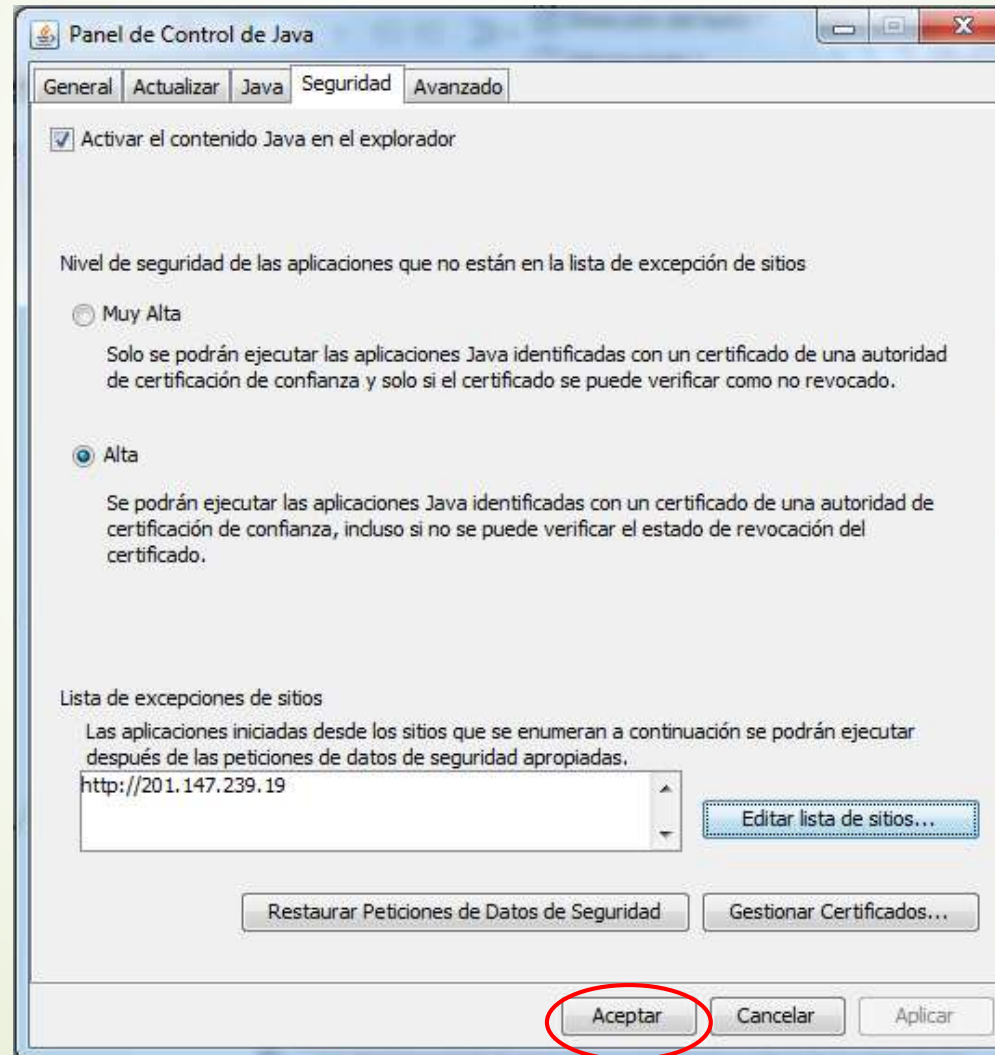 Panel de Control de Java
General Actualizar Java Seguridad Avanzado
Activar el contenido Java en el explorador
Nivel de seguridad de las aplicaciones que no están en la lista de excepción de sitios
Muy Alta
Solo se podrán ejecutar las aplicaciones Java identificadas con un certificado de una autoridad
de certificación de confianza y solo si el certificado se puede verificar como no revocado.
Alta
Se podrán ejecutar las aplicaciones Java identificadas con un certificado de una autoridad de
certificación de confianza, incluso si no se puede verificar el estado de revocación del
certificado.
Lista de excepciones de sitios
Las aplicaciones iniciadas desde los sitios que se enumeran a continuación se podrán ejecutar
después de las peticiones de datos de seguridad apropiadas.
http://201.147.239.19
Editar lista de sitios...
Restaurar Peticiones de Datos de Seguridad Gestionar Certificados...
Aceptar Cancelar Aplicar